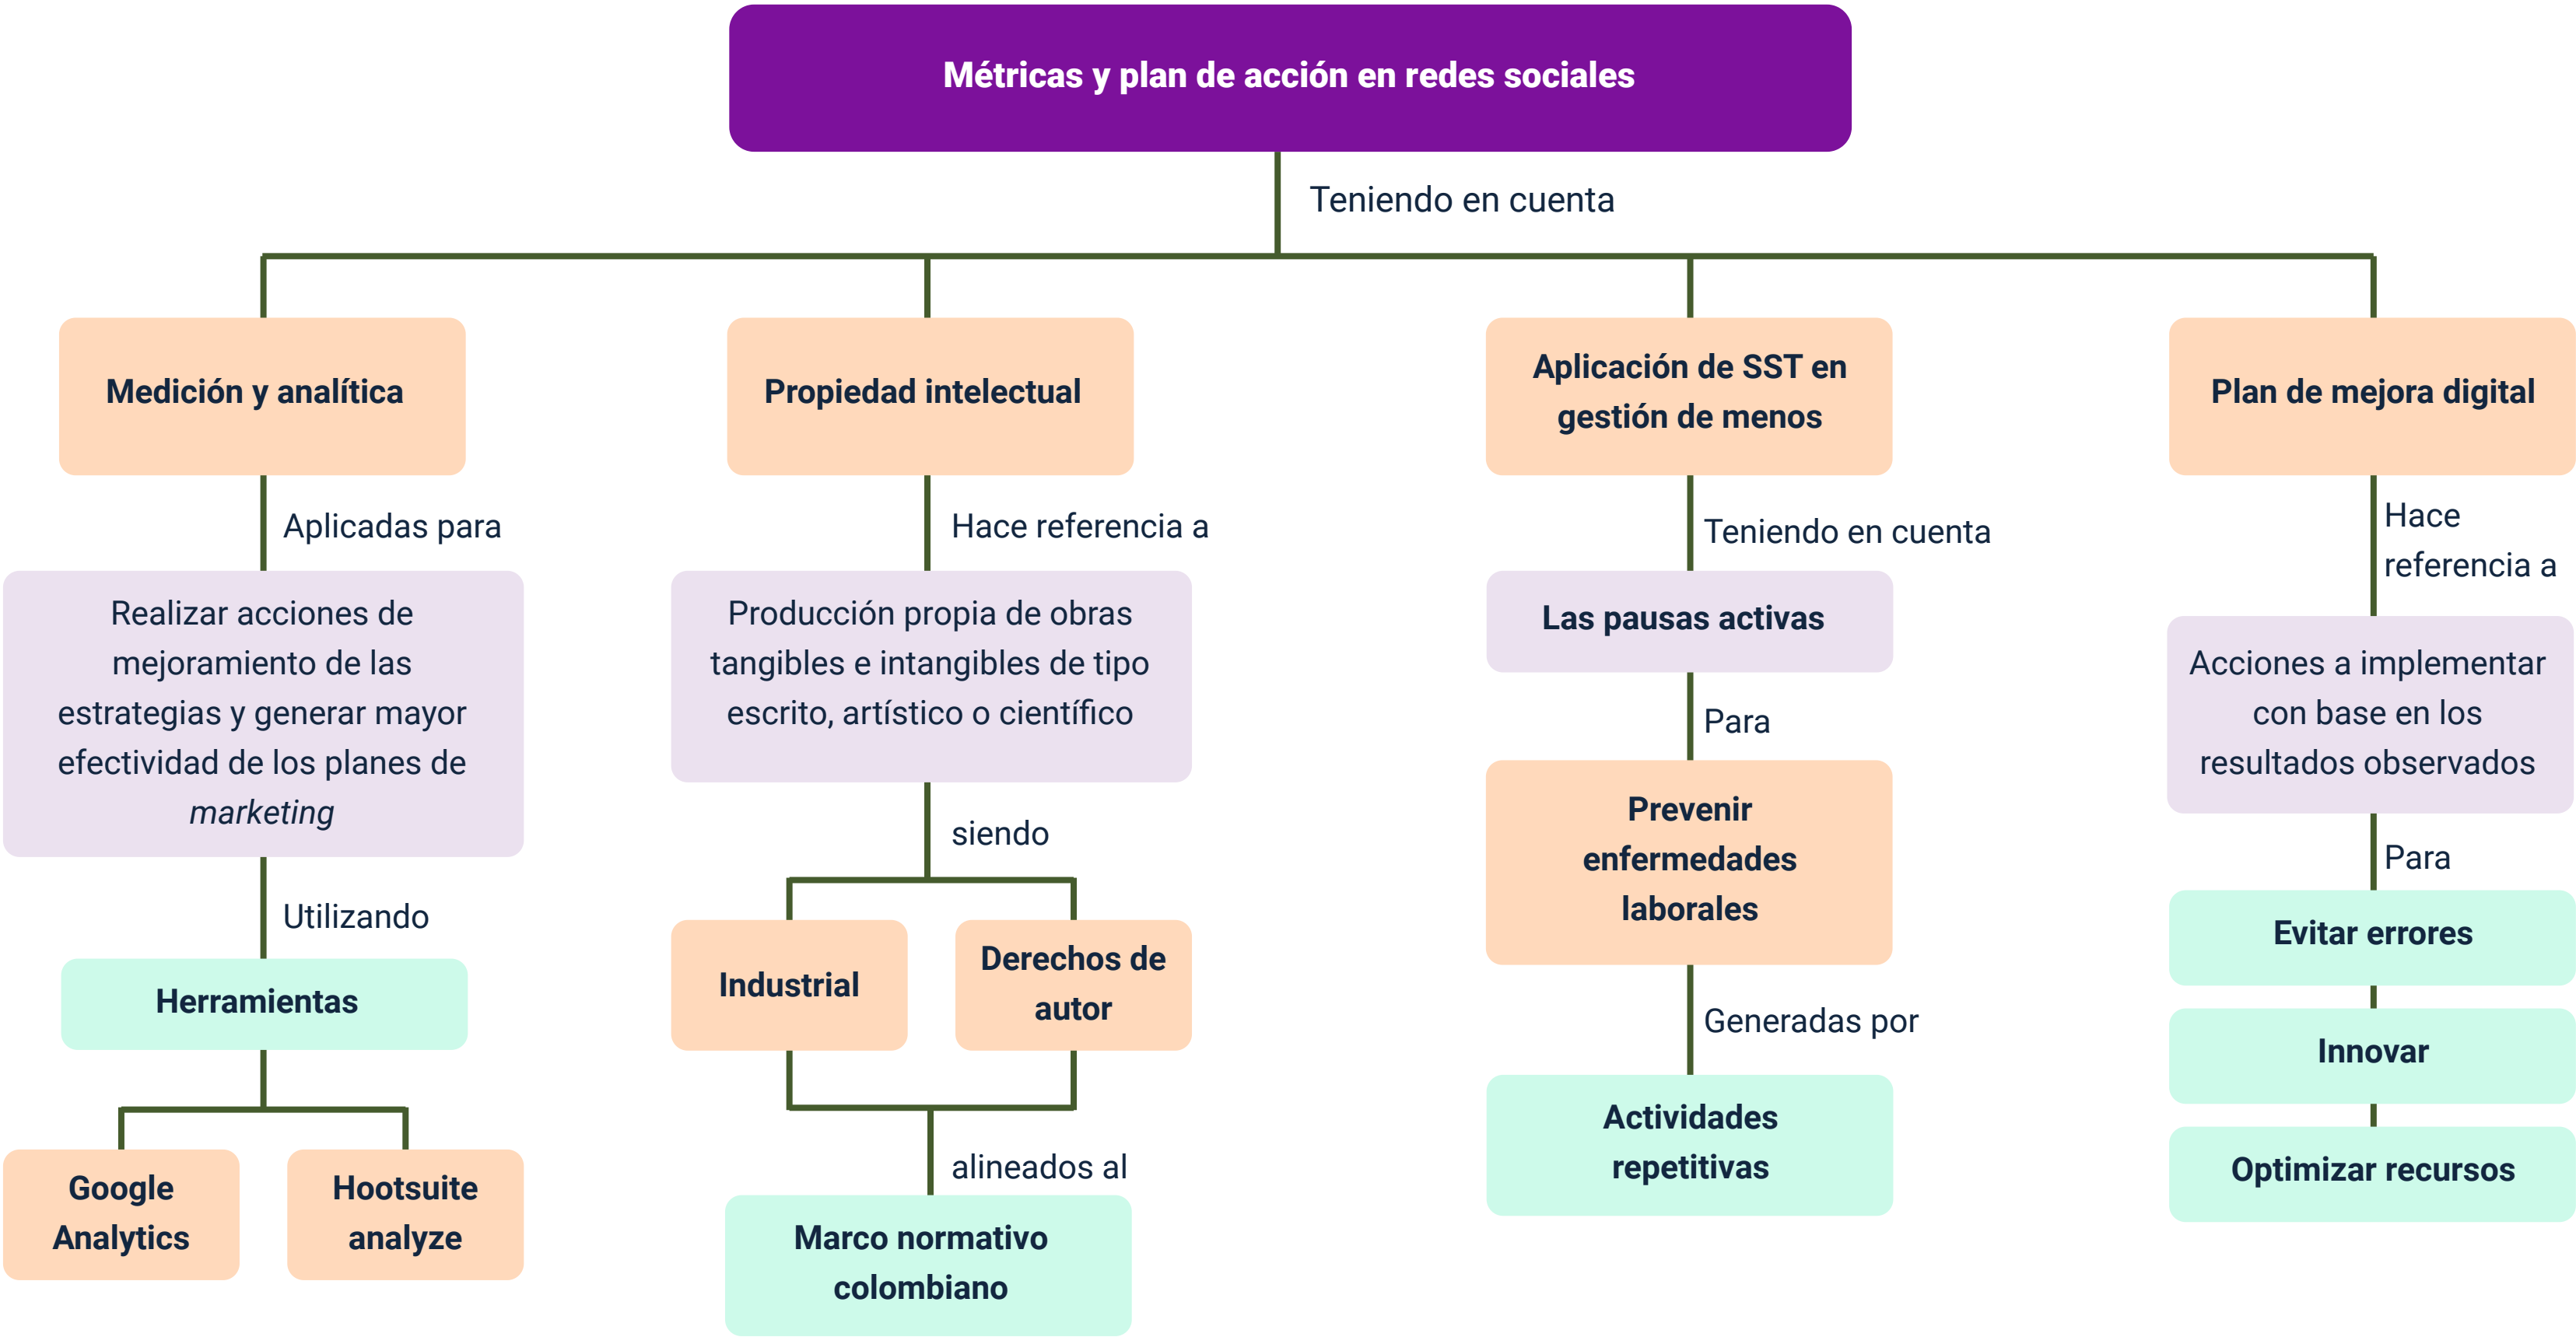 Métricas y plan de acción en redes sociales
Teniendo en cuenta
Medición y analítica
Aplicadas para
Realizar acciones de
mejoramiento de las
estrategias y generar mayor
efectividad de los planes de
marketing
Utilizando
Herramientas
Google
Analytics
Hootsuite
analyze
Propiedad intelectual
Hace referencia a
Producción propia de obras
tangibles e intangibles de tipo
escrito, artístico o científico
siendo
Industrial
Derechos de
autor
alineados al
Marco normativo
colombiano
Aplicación de SST en
gestión de menos
Teniendo en cuenta
Las pausas activas
Para
Prevenir
enfermedades
laborales
Generadas por
Actividades
repetitivas
Plan de mejora digital
Hace
referencia a
Acciones a implementar
con base en los
resultados observados
Para
Evitar errores
Innovar
Optimizar recursos